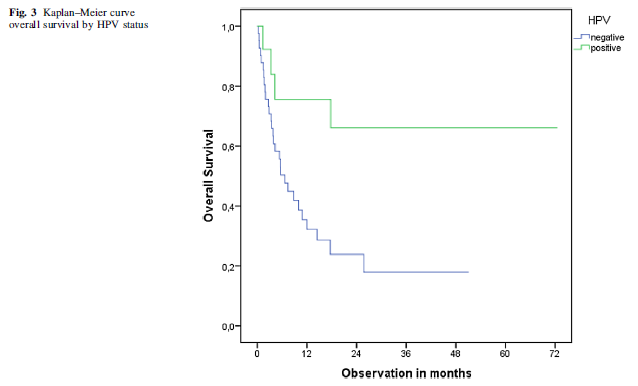 Fig. 3 Kaplan–Meier curve
overall survival by HPV status
HPV
negative
positive
1,0
0,8
0,6
0,4
0,2
0,0
Overall Survival
0 12 24 36 48 60 72
Observation in months